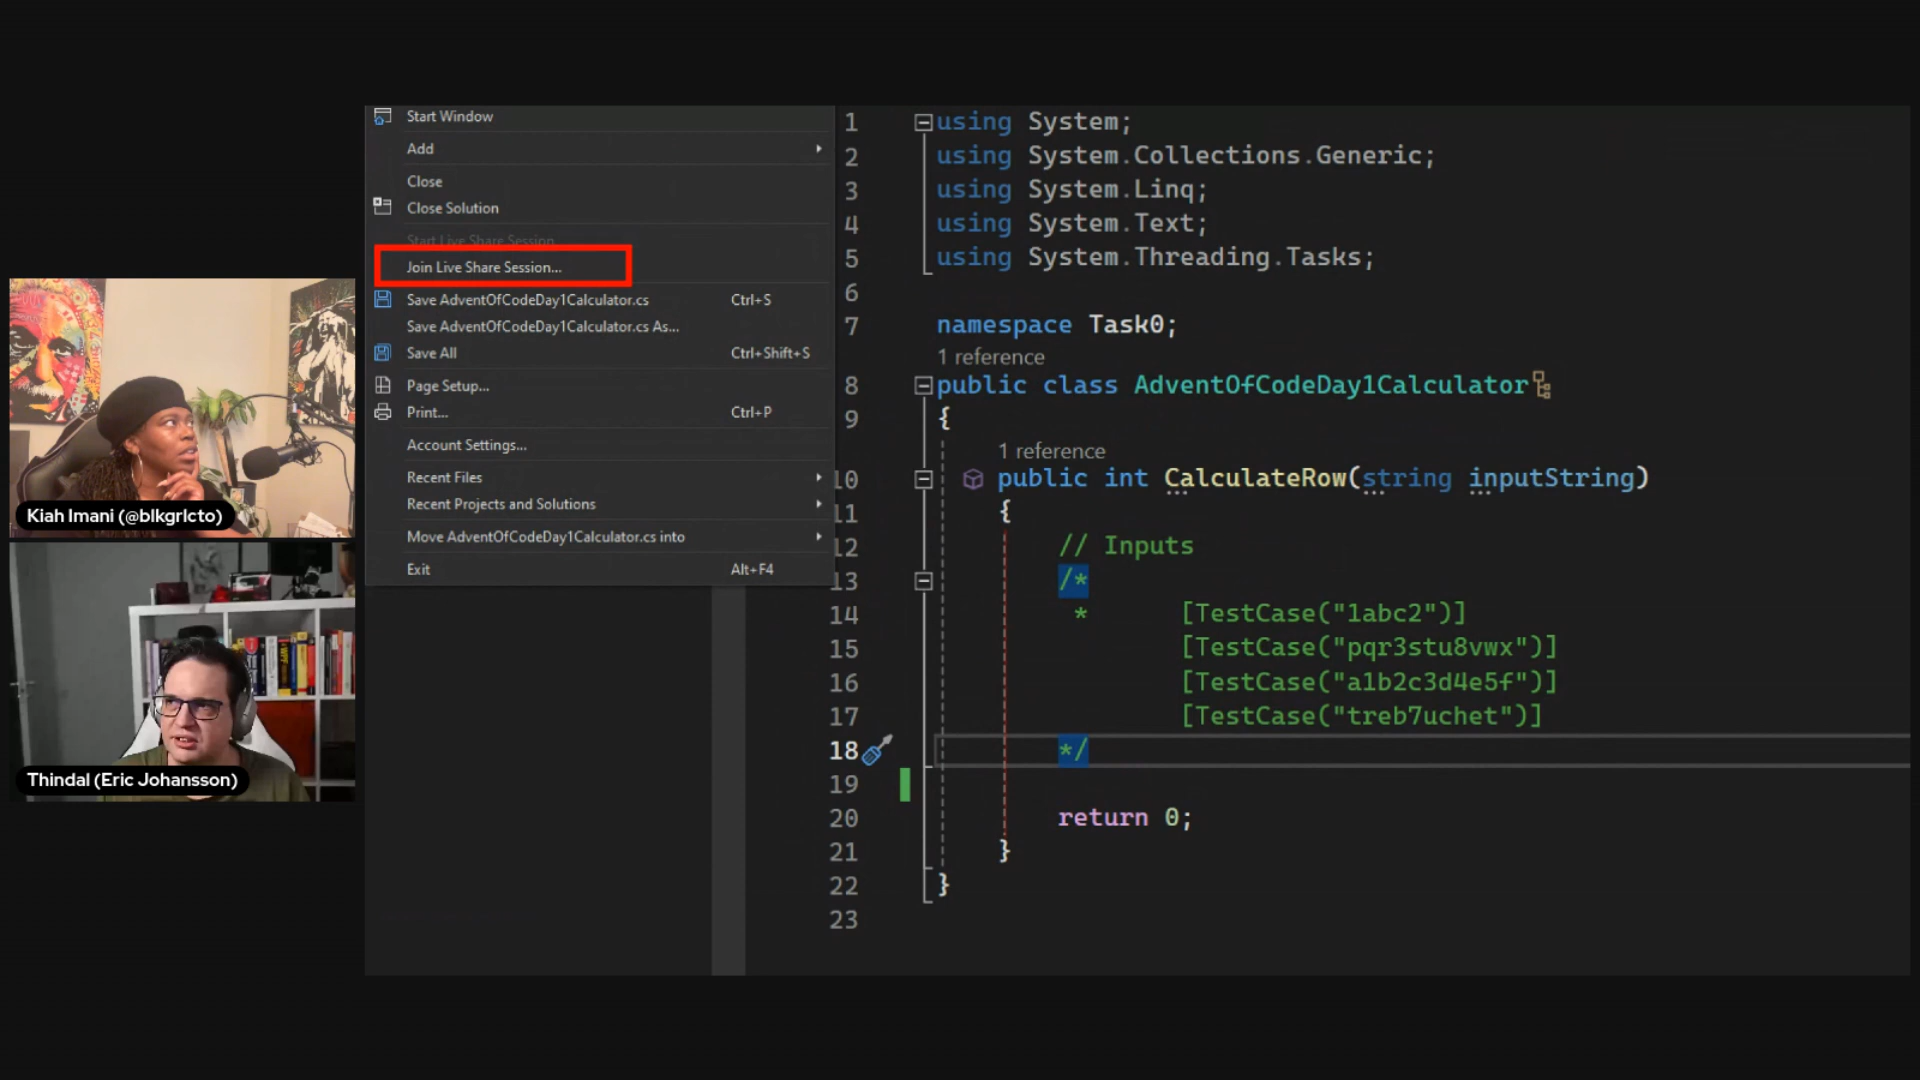 Start Window
Add
Close
Close Solution
Start Live Share Session
Join Live Share Session...
Save AdventOfCodeDay1Calculator.cs Ctrl+S
Save AdventOfCodeDay1Calculator.cs As...
Save All Ctrl+Shift+S
Page Setup...
Print... Ctrl+P
Account Settings...
Recent Files
Recent Projects and Solutions
Move AdventOfCodeDay1Calculator.cs into
Exit Alt+F4
1 using System;
2 using System.Collections.Generic;
3 using System.Linq;
4 using System.Text;
5 using System.Threading.Tasks;
6
7 namespace Task0;
1 reference
8 public class AdventOfCodeDay1Calculator
9 {
1 reference
10 public int CalculateRow(string inputString)
11 {
12 // Inputs
13 /*
14 * [TestCase("1abc2")]
15 [TestCase("pqr3stu8vwx")]
16 [TestCase("a1b2c3d4e5f")]
17 [TestCase("treb7uchet")]
18 */
19
20 return 0;
21 }
22 }
23
Kiah Imani (@blkgrlcto)
Thindal (Eric Johansson)